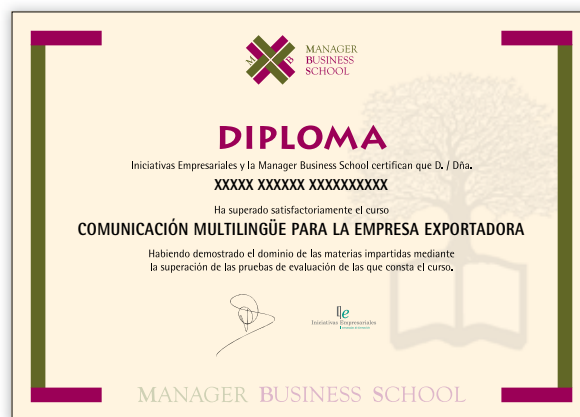 M B
MANAGER
BUSINESS
SCHOOL
DIPLOMA
Iniciativas Empresariales y la Manager Business School certifican que D. / Dña.
XXXXX XXXXXX XXXXXXXXXX
Ha superado satisfactoriamente el curso
COMUNICACIÓN MULTILINGÜE PARA LA EMPRESA EXPORTADORA
Habiendo demostrado el dominio de las materias impartidas mediante
la superación de las pruebas de evaluación de las que consta el curso.
Ie
Iniciativas Empresariales
MANAGER BUSINESS SCHOOL